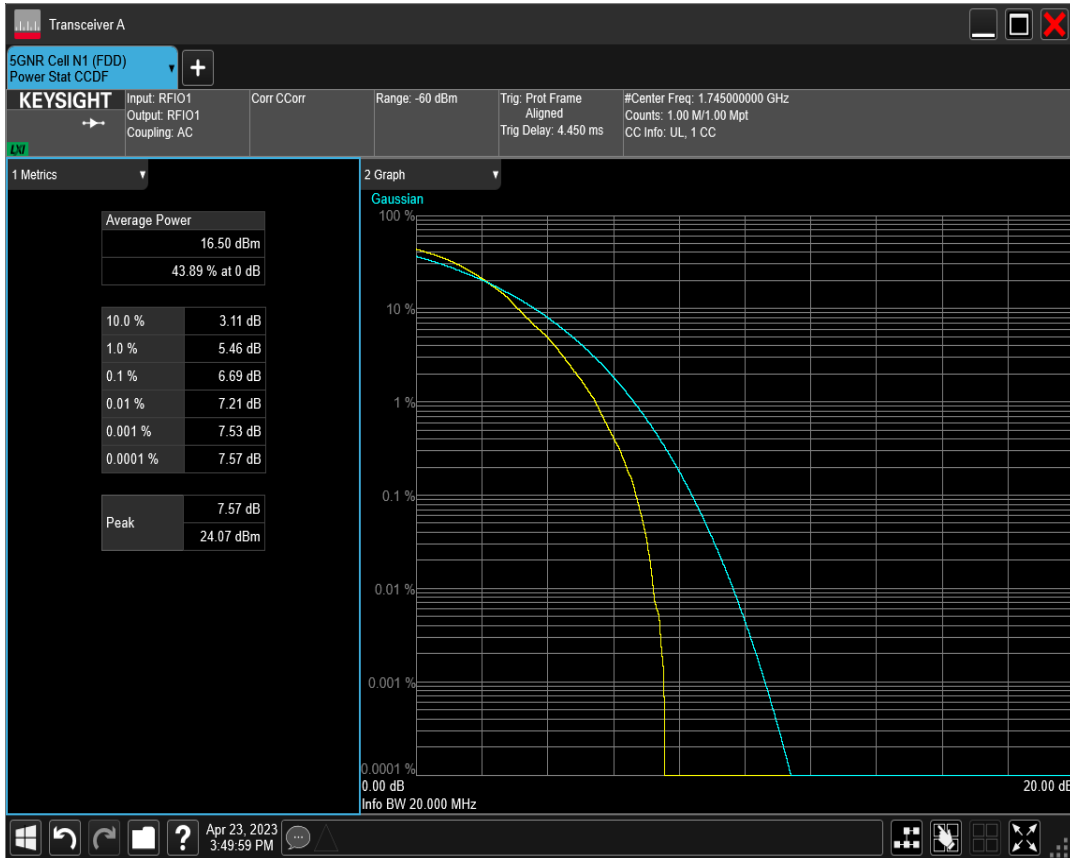 Transceiver A
5GNR Cell N1 (FDD)
Power Stat CCDF
+
KEYSIGHT
LXI
Input: RFIO1
Output: RFIO1
Coupling: AC
Corr CCorr
Range: -60 dBm
Trig: Prot Frame
Aligned
Trig Delay: 4.450 ms
#Center Freq: 1.745000000 GHz
Counts: 1.00 M/1.00 Mpt
CC Info: UL, 1 CC
1 Metrics
Average Power
16.50 dBm
43.89 % at 0 dB
10.0 % 3.11 dB
1.0 % 5.46 dB
0.1 % 6.69 dB
0.01 % 7.21 dB
0.001 % 7.53 dB
0.0001 % 7.57 dB
Peak 7.57 dB
24.07 dBm
2 Graph
Gaussian
100 %
10 %
1 %
0.1 %
0.01 %
0.001 %
0.0001 %
0.00 dB 20.00 dB
Info BW 20.000 MHz
?
Apr 23, 2023
3:49:59 PM